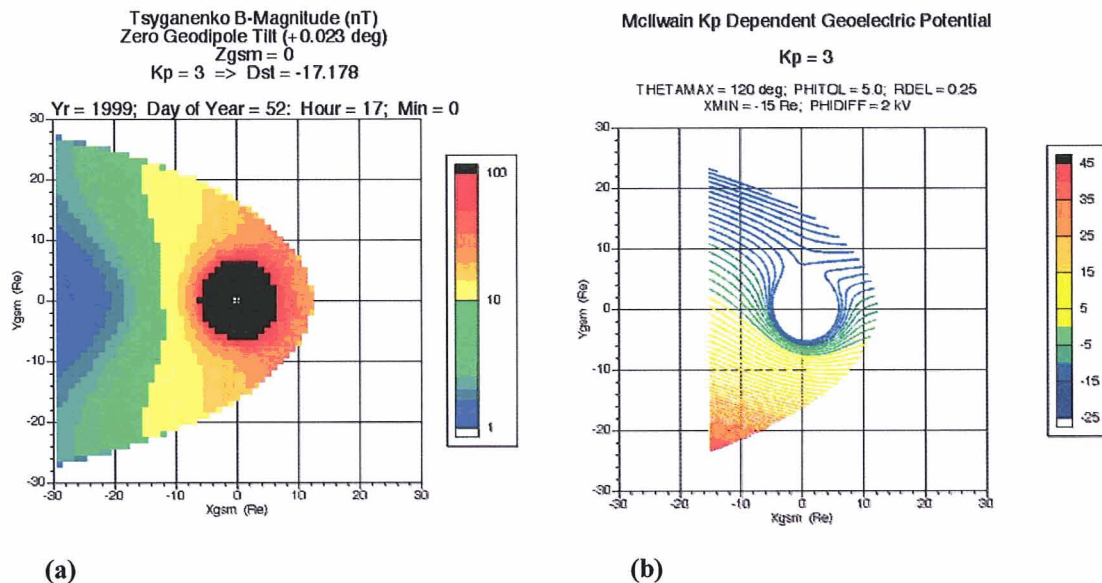 Tsyganenko B-Magnitude (nT)
Zero Geodipole Tilt (+0.023 deg)
Zgsm = 0
Kp = 3 => Dst = -17.178
Yr = 1999; Day of Year = 52: Hour = 17; Min = 0
30
20
10
0
-10
-20
-30
Ygsm (Re)
-30
-20
-10
0
10
20
30
Xgsm (Re)
103
10
1
(a)
McIlwain Kp Dependent Geoelectric Potential
Kp = 3
THETAMAX = 120 deg; PHITOL = 5.0; RDEL = 0.25
XMIN = -15 Re; PHIDIFF = 2 kV
30
20
10
0
-10
-20
-30
Ygsm (Re)
-30
-20
-10
0
10
20
30
Xgsm (Re)
45
35
25
15
5
-5
-15
-25
(b)